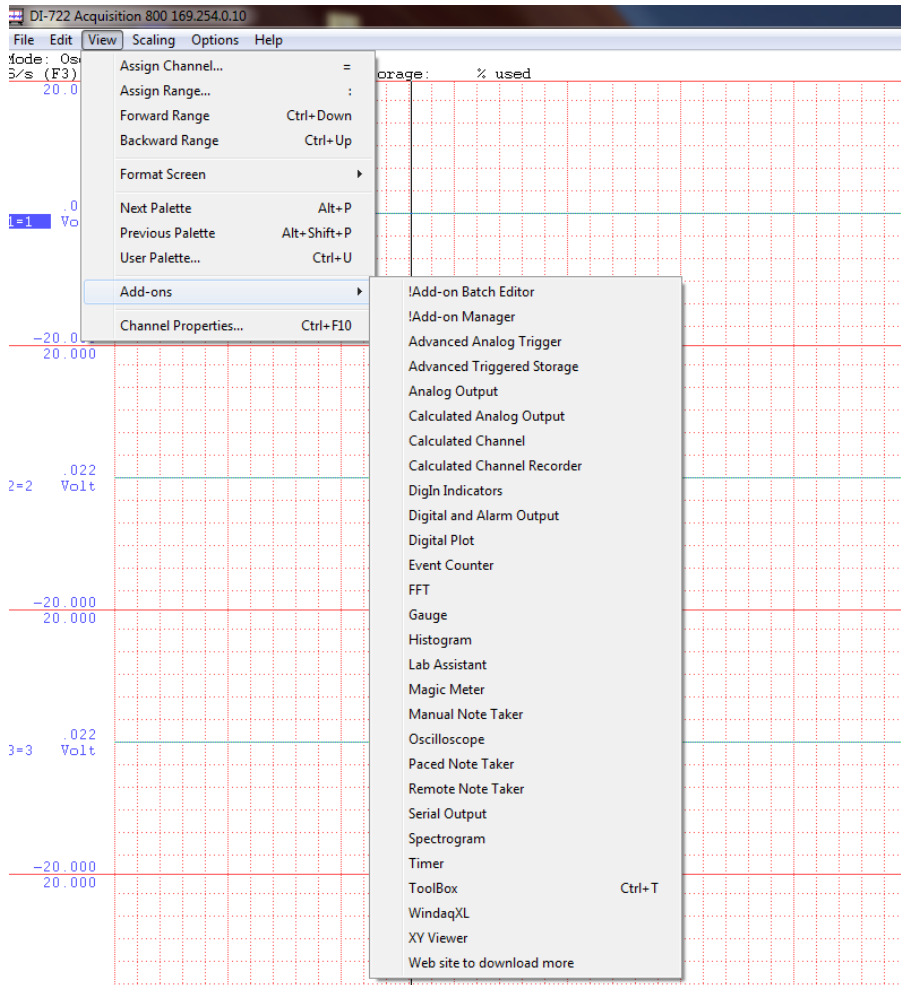 DI-722 Acquisition 800 169.254.0.10
File Edit View Scaling Options Help
Mode:
S/s (F3) % used
Assign Channel... =
Assign Range... :
Forward Range Ctrl+Down
Backward Range Ctrl+Up
Format Screen
Next Palette Alt+P
Previous Palette Alt+Shift+P
User Palette... Ctrl+U
Add-ons
Channel Properties... Ctrl+F10
!Add-on Batch Editor
!Add-on Manager
Advanced Analog Trigger
Advanced Triggered Storage
Analog Output
Calculated Analog Output
Calculated Channel
Calculated Channel Recorder
DigIn Indicators
Digital and Alarm Output
Digital Plot
Event Counter
FFT
Gauge
Histogram
Lab Assistant
Magic Meter
Manual Note Taker
Oscilloscope
Paced Note Taker
Remote Note Taker
Serial Output
Spectrogram
Timer
ToolBox Ctrl+T
WindaqXL
XY Viewer
Web site to download more
1=1
20.000
.022
2=2 Volt
-20.000
20.000
.022
3=3 Volt
-20.000
20.000